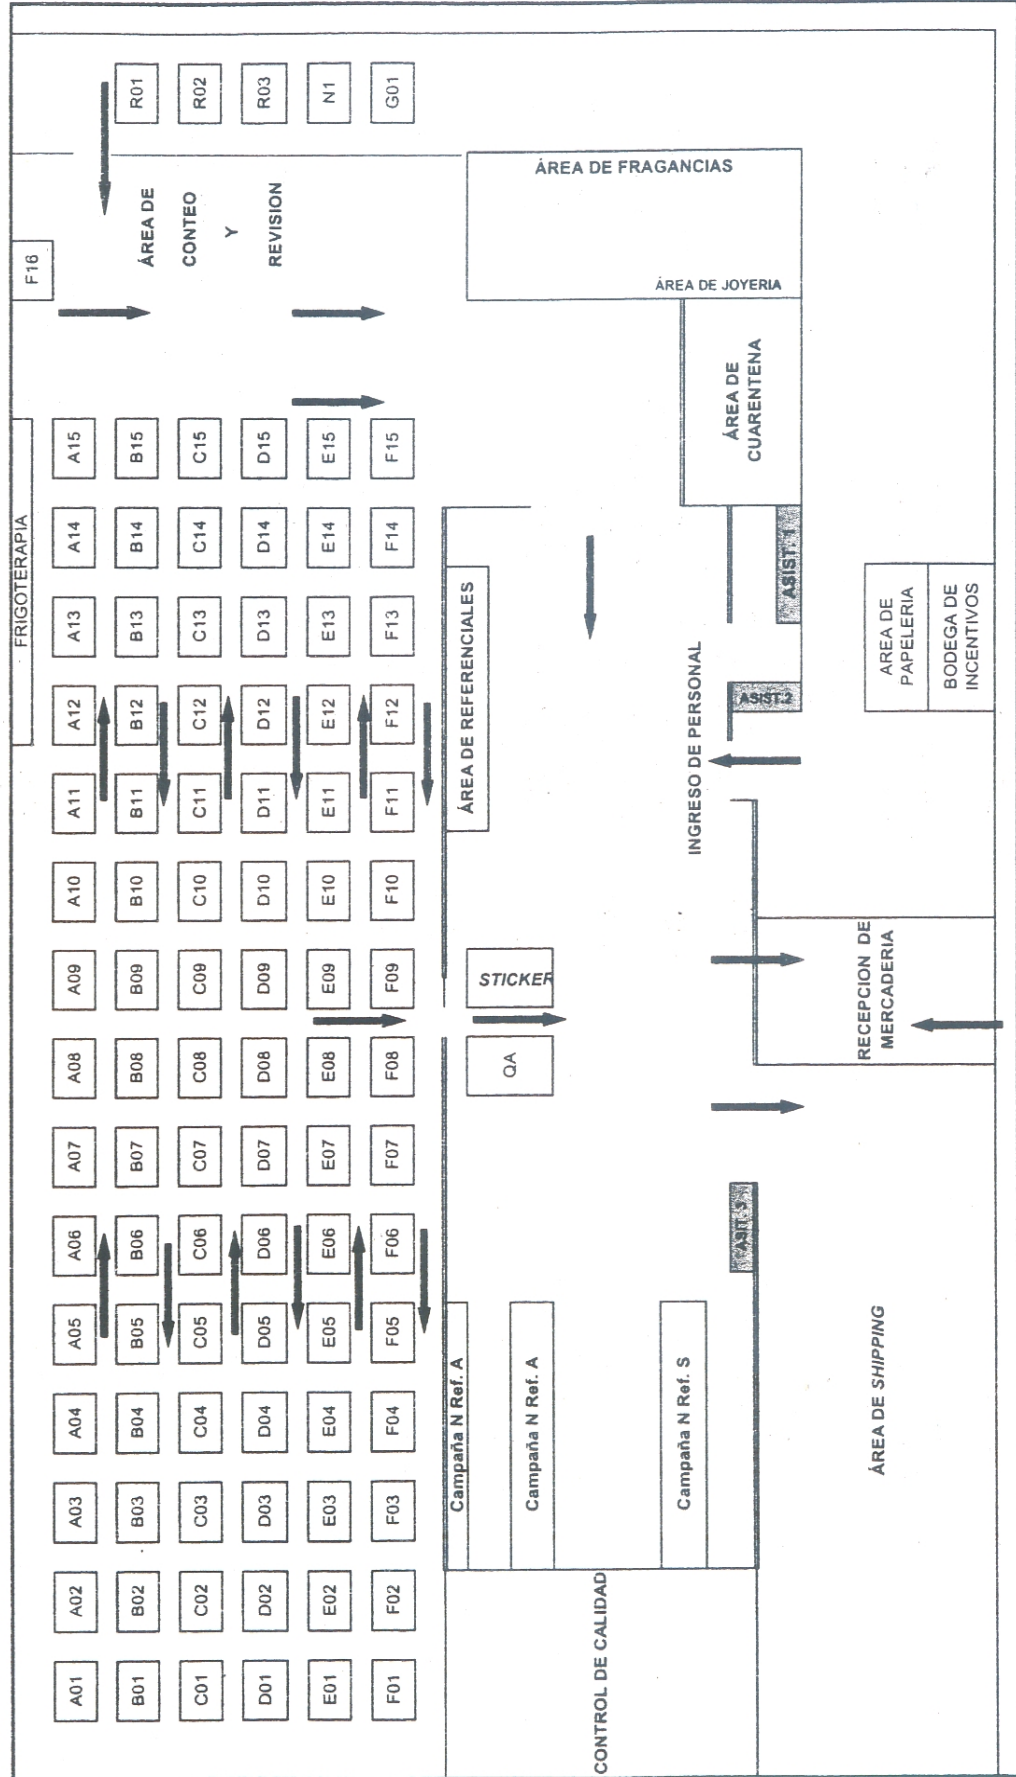 FRIGOTERAPIA
F16
A01 A02 A03 A04 A05 A06 A07 A08 A09 A10 A11 A12 A13 A14 A15
B01 B02 B03 B04 B05 B06 B07 B08 B09 B10 B11 B12 B13 B14 B15
C01 C02 C03 C04 C05 C06 C07 C08 C09 C10 C11 C12 C13 C14 C15
D01 D02 D03 D04 D05 D06 D07 D08 D09 D10 D11 D12 D13 D14 D15
E01 E02 E03 E04 E05 E06 E07 E08 E09 E10 E11 E12 E13 E14 E15
F01 F02 F03 F04 F05 F06 F07 F08 F09 F10 F11 F12 F13 F14 F15
ÁREA DE
CONTEO
Y
REVISION
R01
R02
R03
N1
G01
Campaña N Ref. A
Campaña N Ref. A
Campaña N Ref. S
CONTROL DE CALIDAD
QA
STICKER
ÁREA DE REFERENCIALES
ÁREA DE FRAGANCIAS
ÁREA DE JOYERIA
ÁREA DE
CUARENTENA
INGRESO DE PERSONAL
ASIT. 3
ASIST.2
ASIST. 1
ÁREA DE SHIPPING
RECEPCION DE
MERCADERIA
AREA DE
PAPELERIA
BODEGA DE
INCENTIVOS